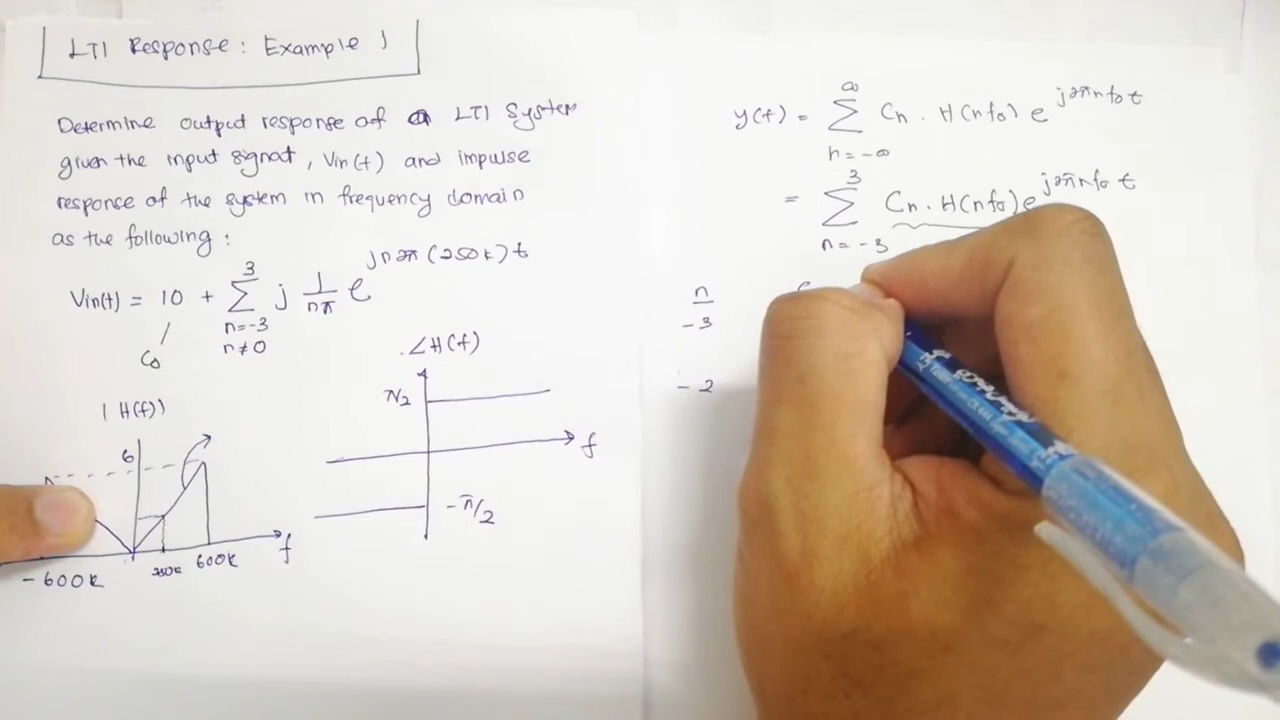 LTI Response: Example 1
Determine output response of a LTI System
given the input signal, Vin(t) and impulse
response of the system in frequency domain
as the following:
Vin(t) = 10 + 3 ∑ n=-3 n≠0 j 1/nπ e^jn2π(250k)t
C0
∠H(f)
π/2
f
-π/2
|H(f)|
6
f
-600k
250k
600k
y(t) = ∞ ∑ n=-∞ Cn . H(nf0) e^j2πnf0t
= 3 ∑ n=-3 Cn . H(nf0) e^j2πnf0t
n
-3
-2